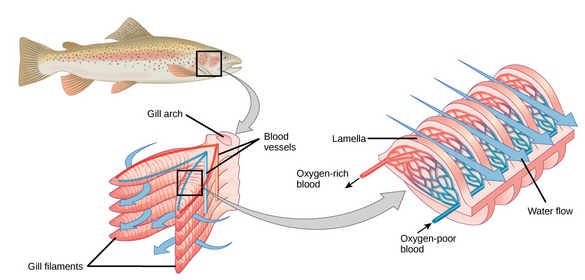 Gill arch
Blood
vessels
Gill filaments
Lamella
Oxygen-rich
blood
Oxygen-poor
blood
Water flow